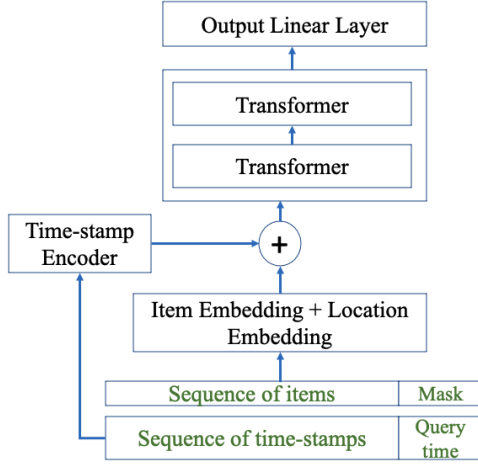 Output Linear Layer
Transformer
Transformer
Time-stamp
Encoder
+
Item Embedding + Location
Embedding
Sequence of items
Mask
Sequence of time-stamps
Query
time